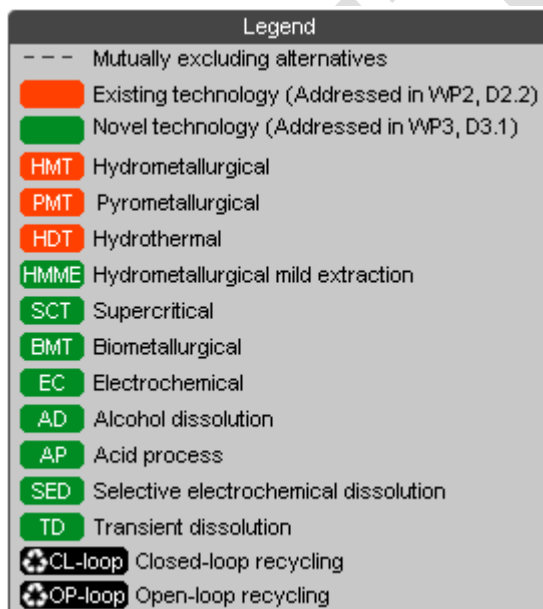 Legend
Mutually excluding alternatives
Existing technology (Addressed in WP2, D2.2)
Novel technology (Addressed in WP3, D3.1)
HMT Hydrometallurgical
PMT Pyrometallurgical
HDT Hydrothermal
HMME Hydrometallurgical mild extraction
SCT Supercritical
BMT Biometallurgical
EC Electrochemical
AD Alcohol dissolution
AP Acid process
SED Selective electrochemical dissolution
TD Transient dissolution
CL-loop Closed-loop recycling
OP-loop Open-loop recycling